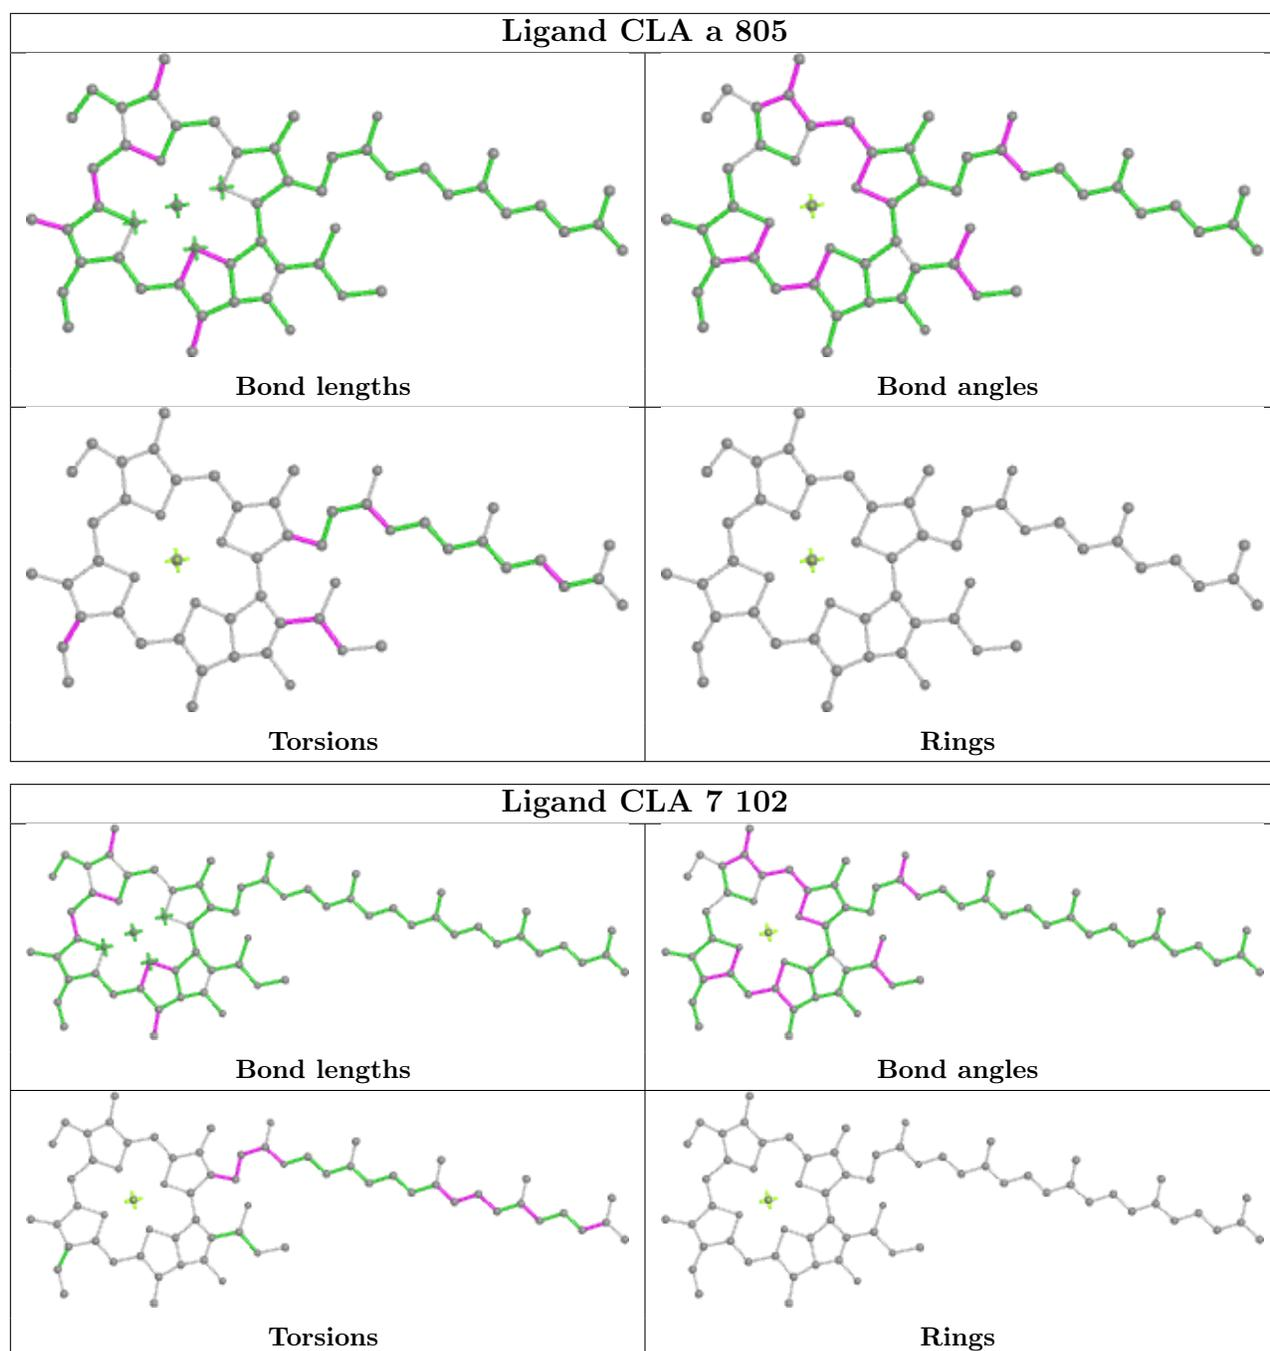 Ligand CLA a 805
Bond lengths
Bond angles
Torsions
Rings
Ligand CLA 7 102
Bond lengths
Bond angles
Torsions
Rings